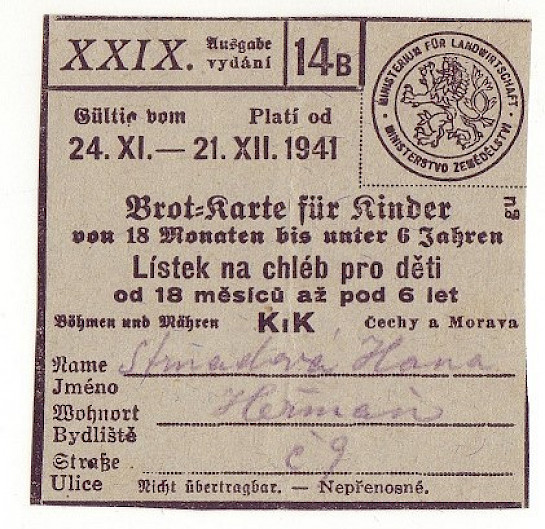 XXIX. Ausgabe vydání 14B
MINISTERIUM FÜR LANDWIRTSCHAFT
MINISTERSTVO ZEMĚDĚLSTVÍ
Gültig vom Platí od
24. XI.—21. XII. 1941
Brot-Karte für Kinder
von 18 Monaten bis unter 6 Jahren
Lístek na chléb pro děti
od 18 měsíců až pod 6 let
Böhmen und Mähren KiK Čechy a Morava
Name Strnadová Hana
Jméno
Wohnort Heřmaň
Bydliště
Straße č 9
Ulice Nicht übertragbar. — Nepřenosné.